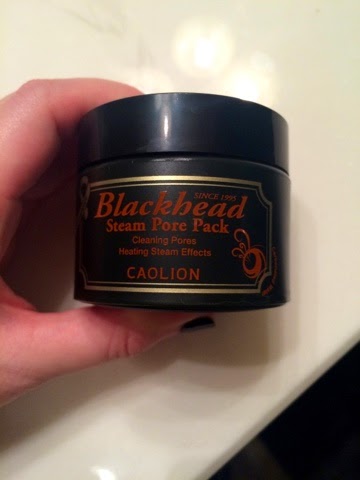 SINCE 1995
Blackhead
Steam Pore Pack
Cleaning Pores
Heating Steam Effects
CAOLION